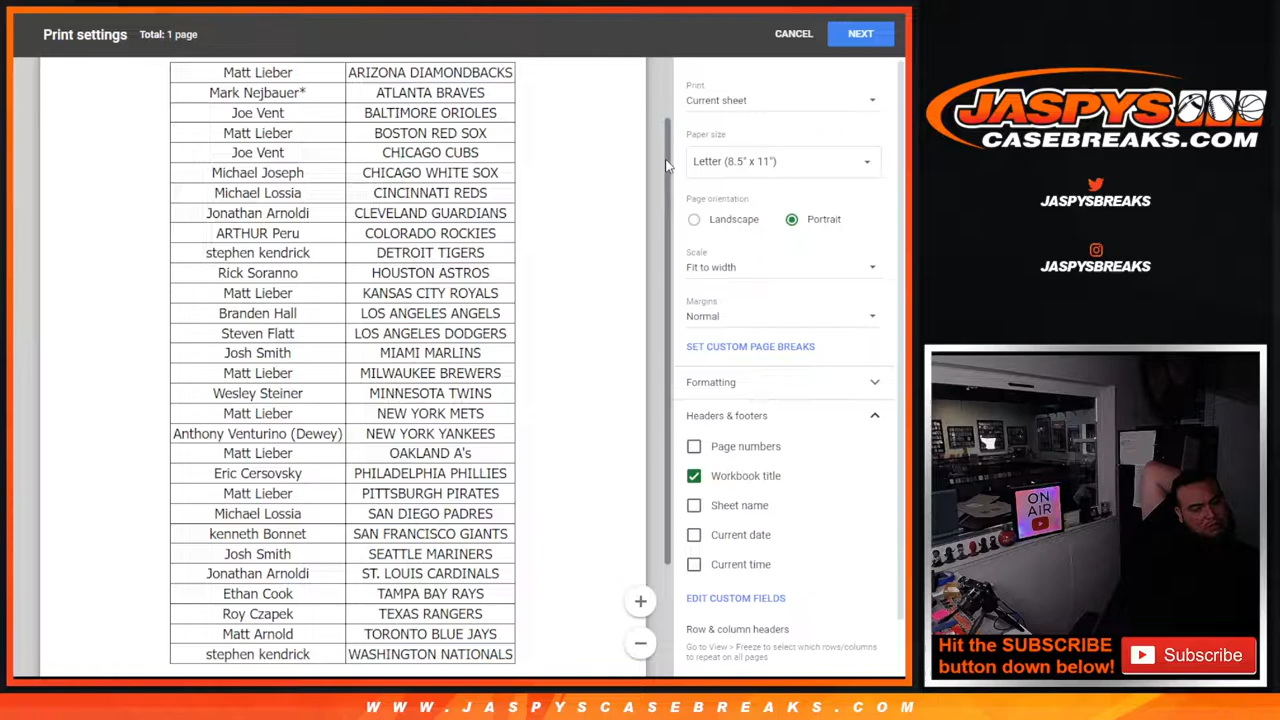 Print settings Total: 1 page CANCEL NEXT
Matt Lieber ARIZONA DIAMONDBACKS
Mark Nejbauer* ATLANTA BRAVES
Joe Vent BALTIMORE ORIOLES
Matt Lieber BOSTON RED SOX
Joe Vent CHICAGO CUBS
Michael Joseph CHICAGO WHITE SOX
Michael Lossia CINCINNATI REDS
Jonathan Arnoldi CLEVELAND GUARDIANS
ARTHUR Peru COLORADO ROCKIES
stephen kendrick DETROIT TIGERS
Rick Soranno HOUSTON ASTROS
Matt Lieber KANSAS CITY ROYALS
Branden Hall LOS ANGELES ANGELS
Steven Flatt LOS ANGELES DODGERS
Josh Smith MIAMI MARLINS
Matt Lieber MILWAUKEE BREWERS
Wesley Steiner MINNESOTA TWINS
Matt Lieber NEW YORK METS
Anthony Venturino (Dewey) NEW YORK YANKEES
Matt Lieber OAKLAND A's
Eric Cersovsky PHILADELPHIA PHILLIES
Matt Lieber PITTSBURGH PIRATES
Michael Lossia SAN DIEGO PADRES
kenneth Bonnet SAN FRANCISCO GIANTS
Josh Smith SEATTLE MARINERS
Jonathan Arnoldi ST. LOUIS CARDINALS
Ethan Cook TAMPA BAY RAYS
Roy Czapek TEXAS RANGERS
Matt Arnold TORONTO BLUE JAYS
stephen kendrick WASHINGTON NATIONALS
Print
Current sheet
Paper size
Letter (8.5" x 11")
Page orientation
Landscape Portrait
Scale
Fit to width
Margins
Normal
SET CUSTOM PAGE BREAKS
Formatting
Headers & footers
Page numbers
Workbook title
Sheet name
Current date
Current time
EDIT CUSTOM FIELDS
Row & column headers
Go to View > Freeze to select which rows/columns
to repeat on all pages
JASPYS
CASEBREAKS.COM
JASPYSBREAKS
JASPYSBREAKS
ON
AIR
Hit the SUBSCRIBE
button down below!
Subscribe
WWW.JASPYSCASEBREAKS.COM